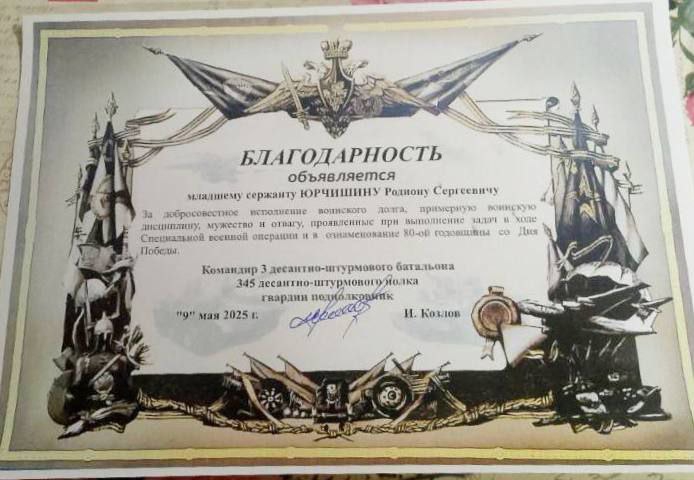 БЛАГОДАРНОСТЬ
объявляется
младшему сержанту ЮРЧИШИНУ Родиону Сергеевичу
За добросовестное исполнение воинского долга, примерную воинскую
дисциплину, мужество и отвагу, проявленные при выполнение задач в ходе
Специальной военной операции и в ознаменование 80-ой годовщины со Дня
Победы.
Командир 3 десантно-штурмового батальона
345 десантно-штурмового полка
гвардии подполковник
"9" мая 2025 г. И. Козлов